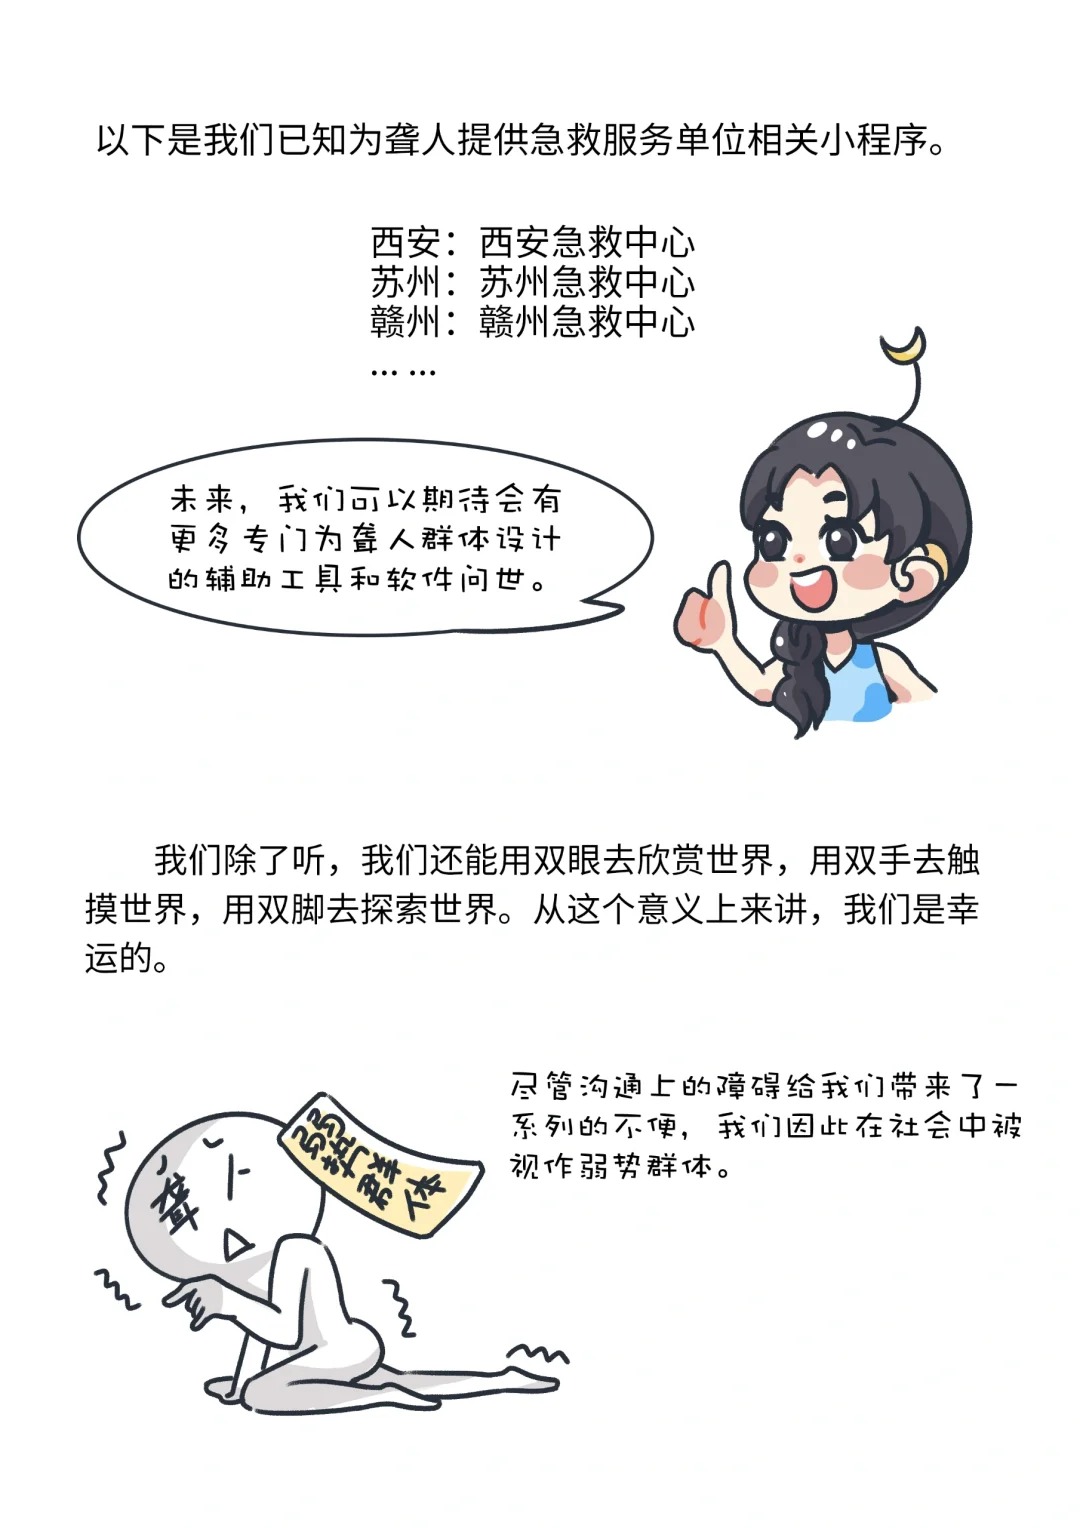 以下是我们已知为聋人提供急救服务单位相关小程序。
西安：西安急救中心
苏州：苏州急救中心
赣州：赣州急救中心
... ...
未来，我们可以期待会有
更多专门为聋人群体设计
的辅助工具和软件问世。
我们除了听，我们还能用双眼去欣赏世界，用双手去触
摸世界，用双脚去探索世界。从这个意义上来讲，我们是幸
运的。
尽管沟通上的障碍给我们带来了一
系列的不便，我们因此在社会中被
视作弱势群体。
弱势群体
聋